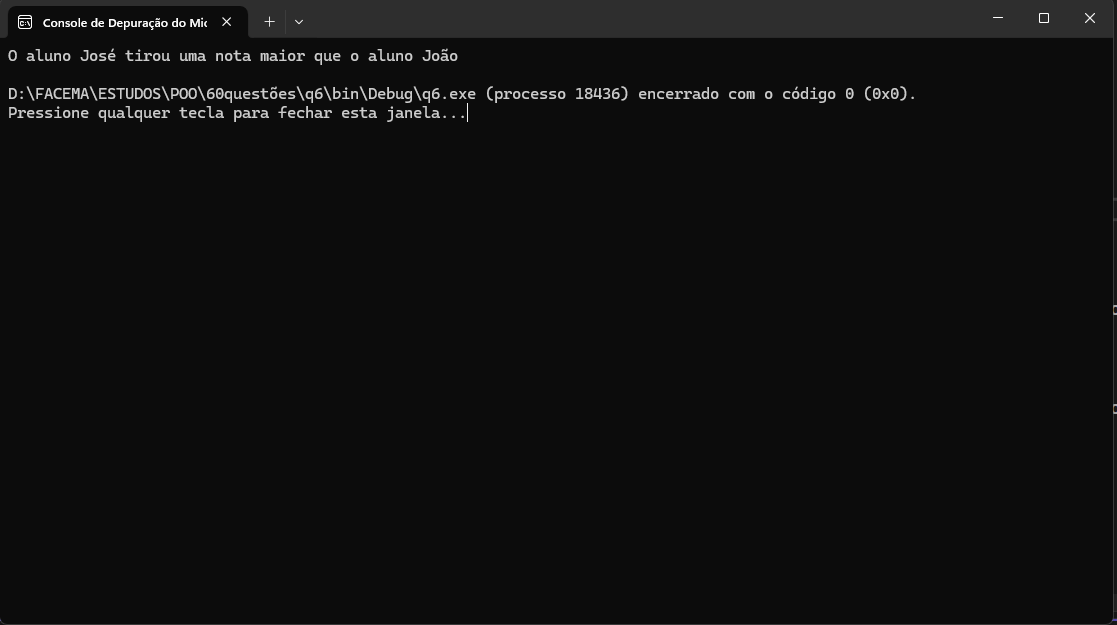 Console de Depuração do Mic
O aluno José tirou uma nota maior que o aluno João
D:\FACEMA\ESTUDOS\POO\60questões\q6\bin\Debug\q6.exe (processo 18436) encerrado com o código 0 (0x0).
Pressione qualquer tecla para fechar esta janela...